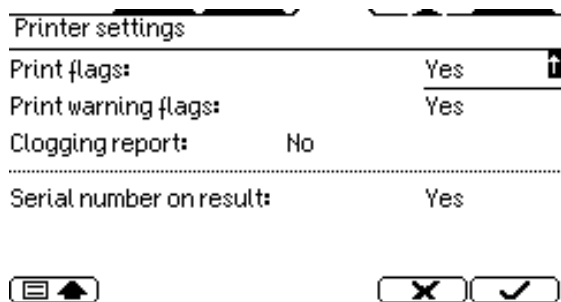 Printer settings
Print flags: Yes
Print warning flags: Yes
Clogging report: No
Serial number on result: Yes